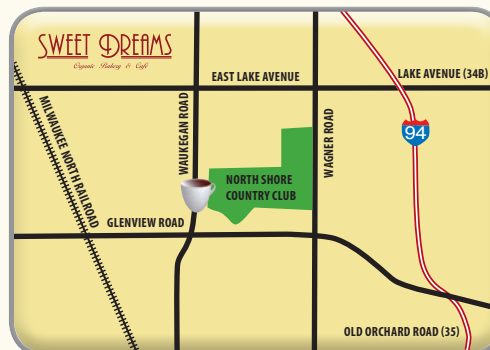 SWEET DREAMS
Organic Bakery & Café
EAST LAKE AVENUE
LAKE AVENUE (34B)
MILWAUKEE NORTH RAILROAD
WAUKEGAN ROAD
WAGNER ROAD
94
NORTH SHORE
COUNTRY CLUB
GLENVIEW ROAD
OLD ORCHARD ROAD (35)